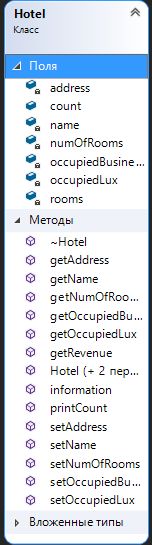 Hotel
Класс
Поля
address
count
name
numOfRooms
occupiedBusine...
occupiedLux
rooms
Методы
~Hotel
getAddress
getName
getNumOfRoo...
getOccupiedBu...
getOccupiedLux
getRevenue
Hotel (+ 2 пер...
information
printCount
setAddress
setName
setNumOfRooms
setOccupiedBu...
setOccupiedLux
Вложенные типы